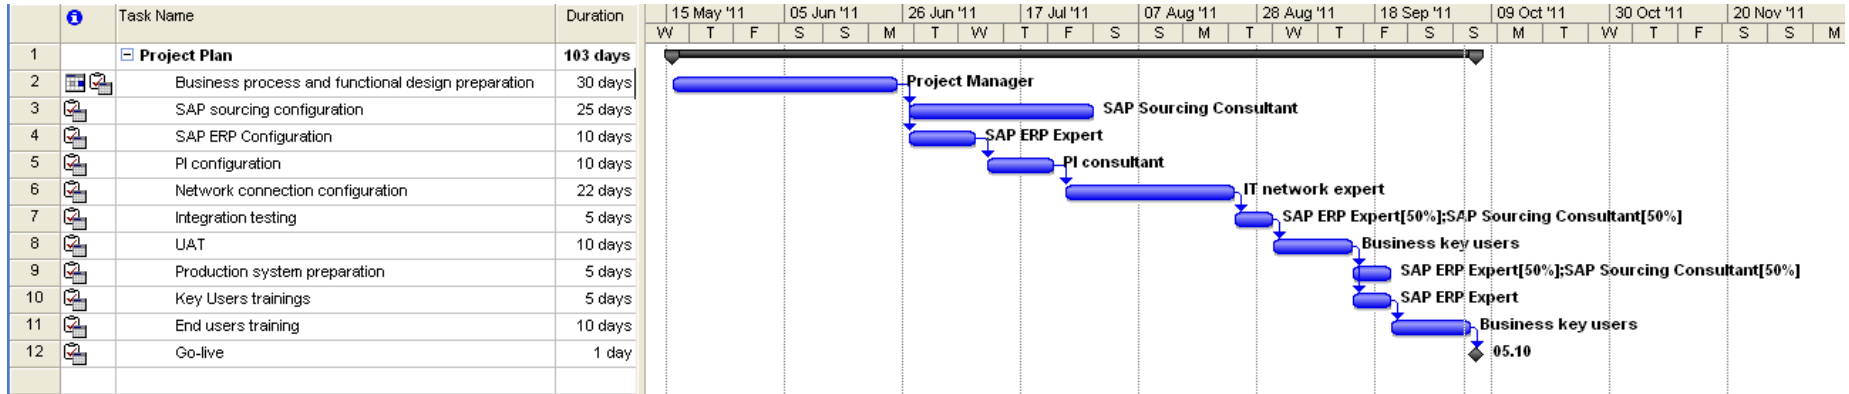 Task Name Duration 15 May '11 05 Jun '11 26 Jun '11 17 Jul '11 07 Aug '11 28 Aug '11 18 Sep '11 09 Oct '11 30 Oct '11 20 Nov '11
W T F S S M T W T F S S M T W T F S S M T W T F S S M
1 Project Plan 103 days
2 Business process and functional design preparation 30 days Project Manager
3 SAP sourcing configuration 25 days SAP Sourcing Consultant
4 SAP ERP Configuration 10 days SAP ERP Expert
5 PI configuration 10 days PI consultant
6 Network connection configuration 22 days IT network expert
7 Integration testing 5 days SAP ERP Expert[50%];SAP Sourcing Consultant[50%]
8 UAT 10 days Business key users
9 Production system preparation 5 days SAP ERP Expert[50%];SAP Sourcing Consultant[50%]
10 Key Users trainings 5 days SAP ERP Expert
11 End users training 10 days Business key users
12 Go-live 1 day 05.10